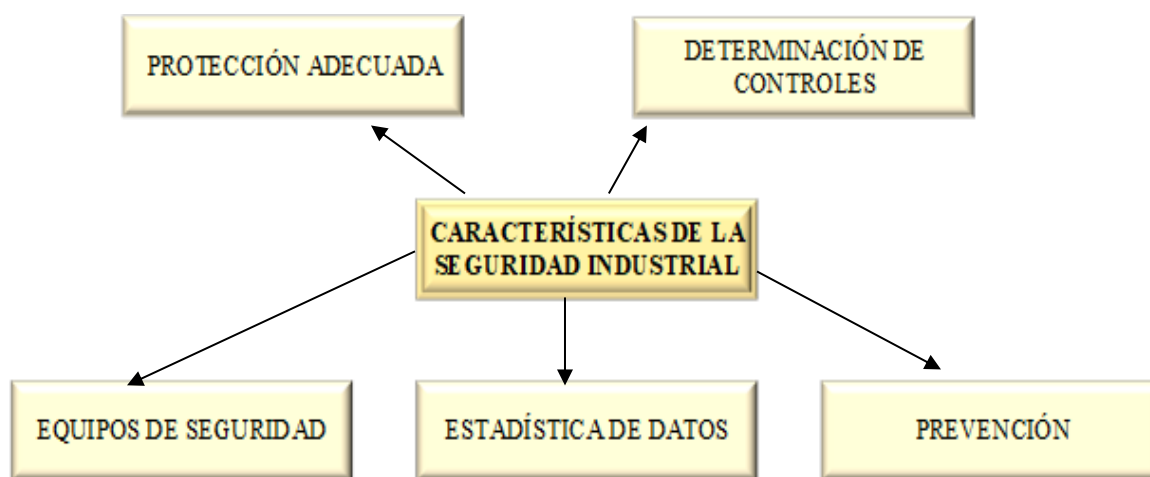 PROTECCIÓN ADECUADA
DETERMINACIÓN DE
CONTROLES
CARACTERÍSTICAS DE LA
SEGURIDAD INDUSTRIAL
EQUIPOS DE SEGURIDAD
ESTADÍSTICA DE DATOS
PREVENCIÓN